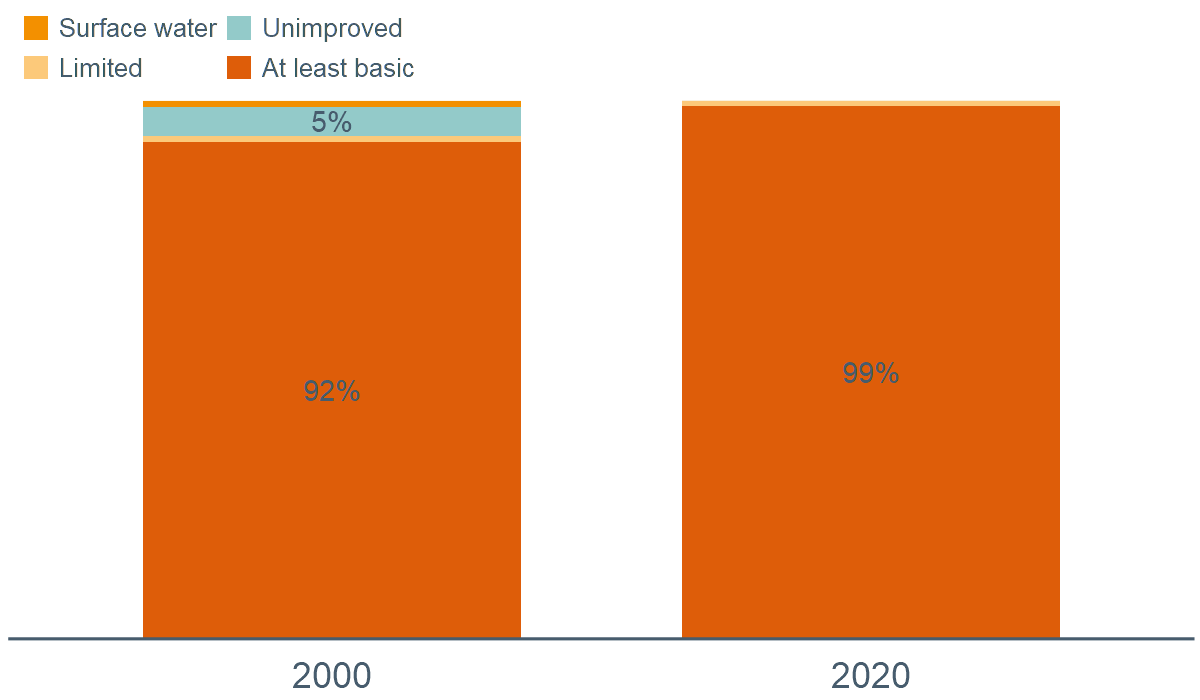 Surface water Unimproved
Limited At least basic
5%
92%
99%
2000 2020